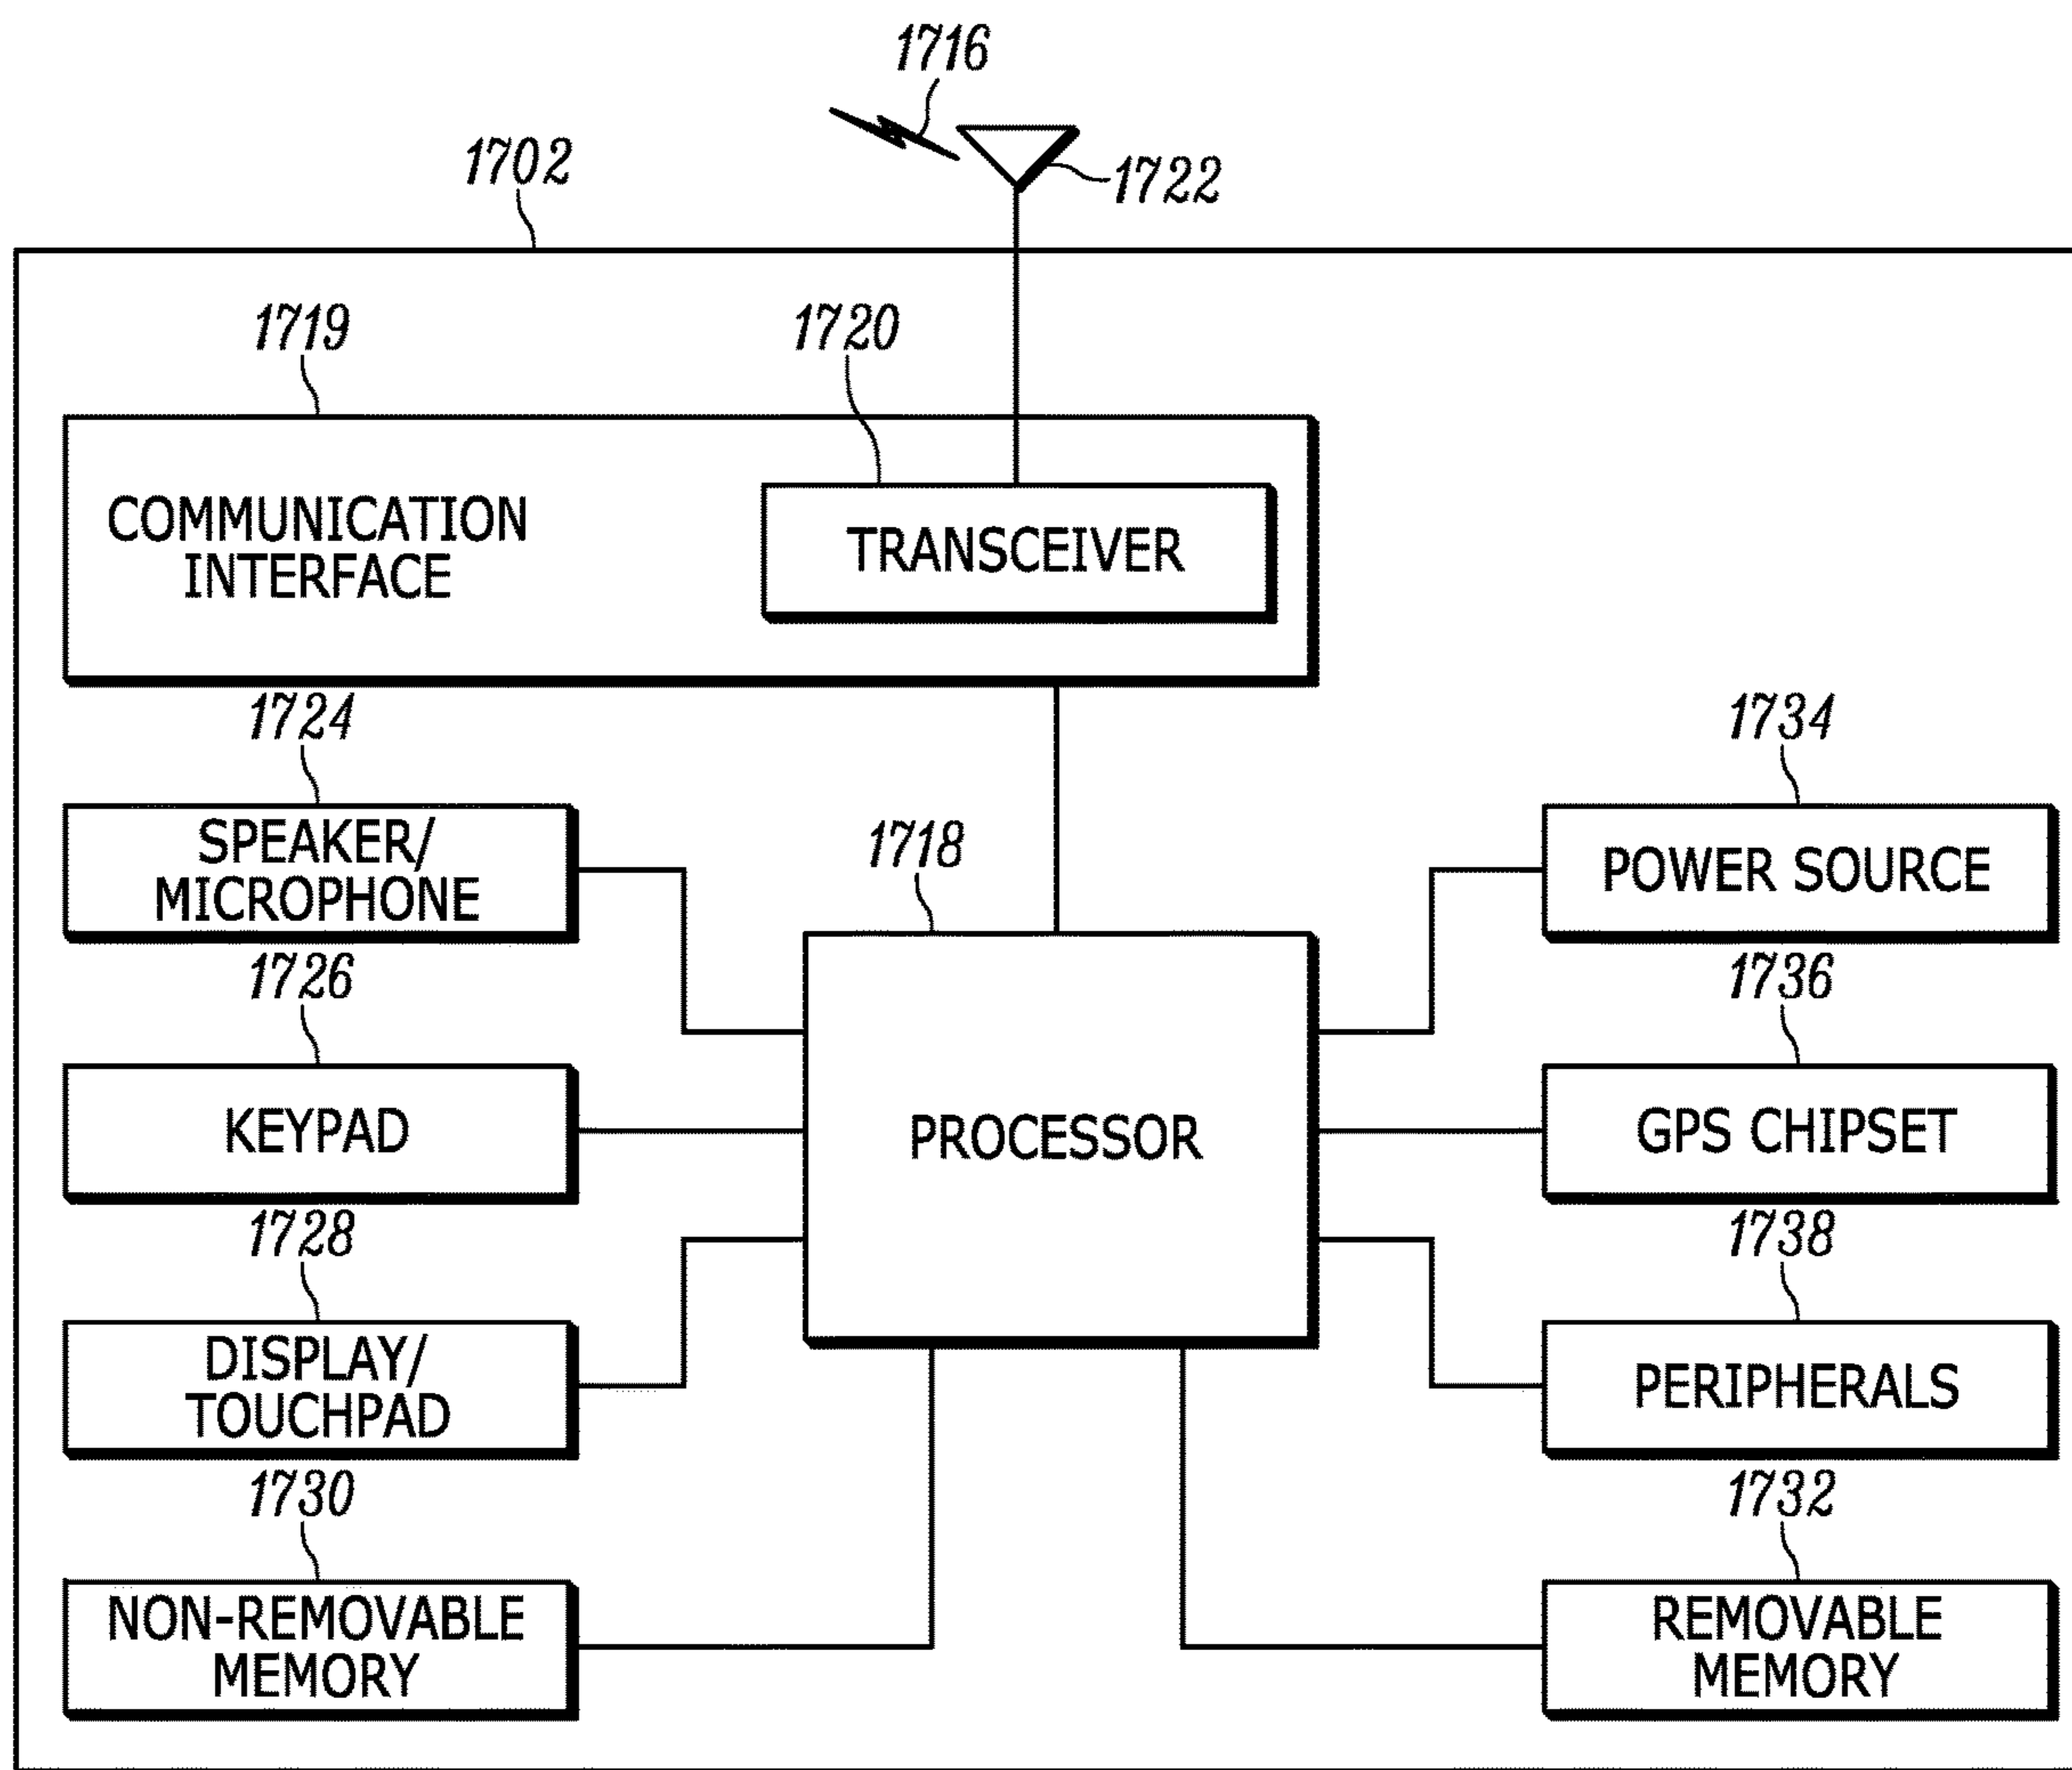 1716
1702
1722
1719
1720
COMMUNICATION
INTERFACE
TRANSCEIVER
1724
1734
1718
SPEAKER/
MICROPHONE
POWER SOURCE
1726
1736
KEYPAD
PROCESSOR
GPS CHIPSET
1728
1738
DISPLAY/
TOUCHPAD
PERIPHERALS
1730
1732
NON-REMOVABLE
MEMORY
REMOVABLE
MEMORY